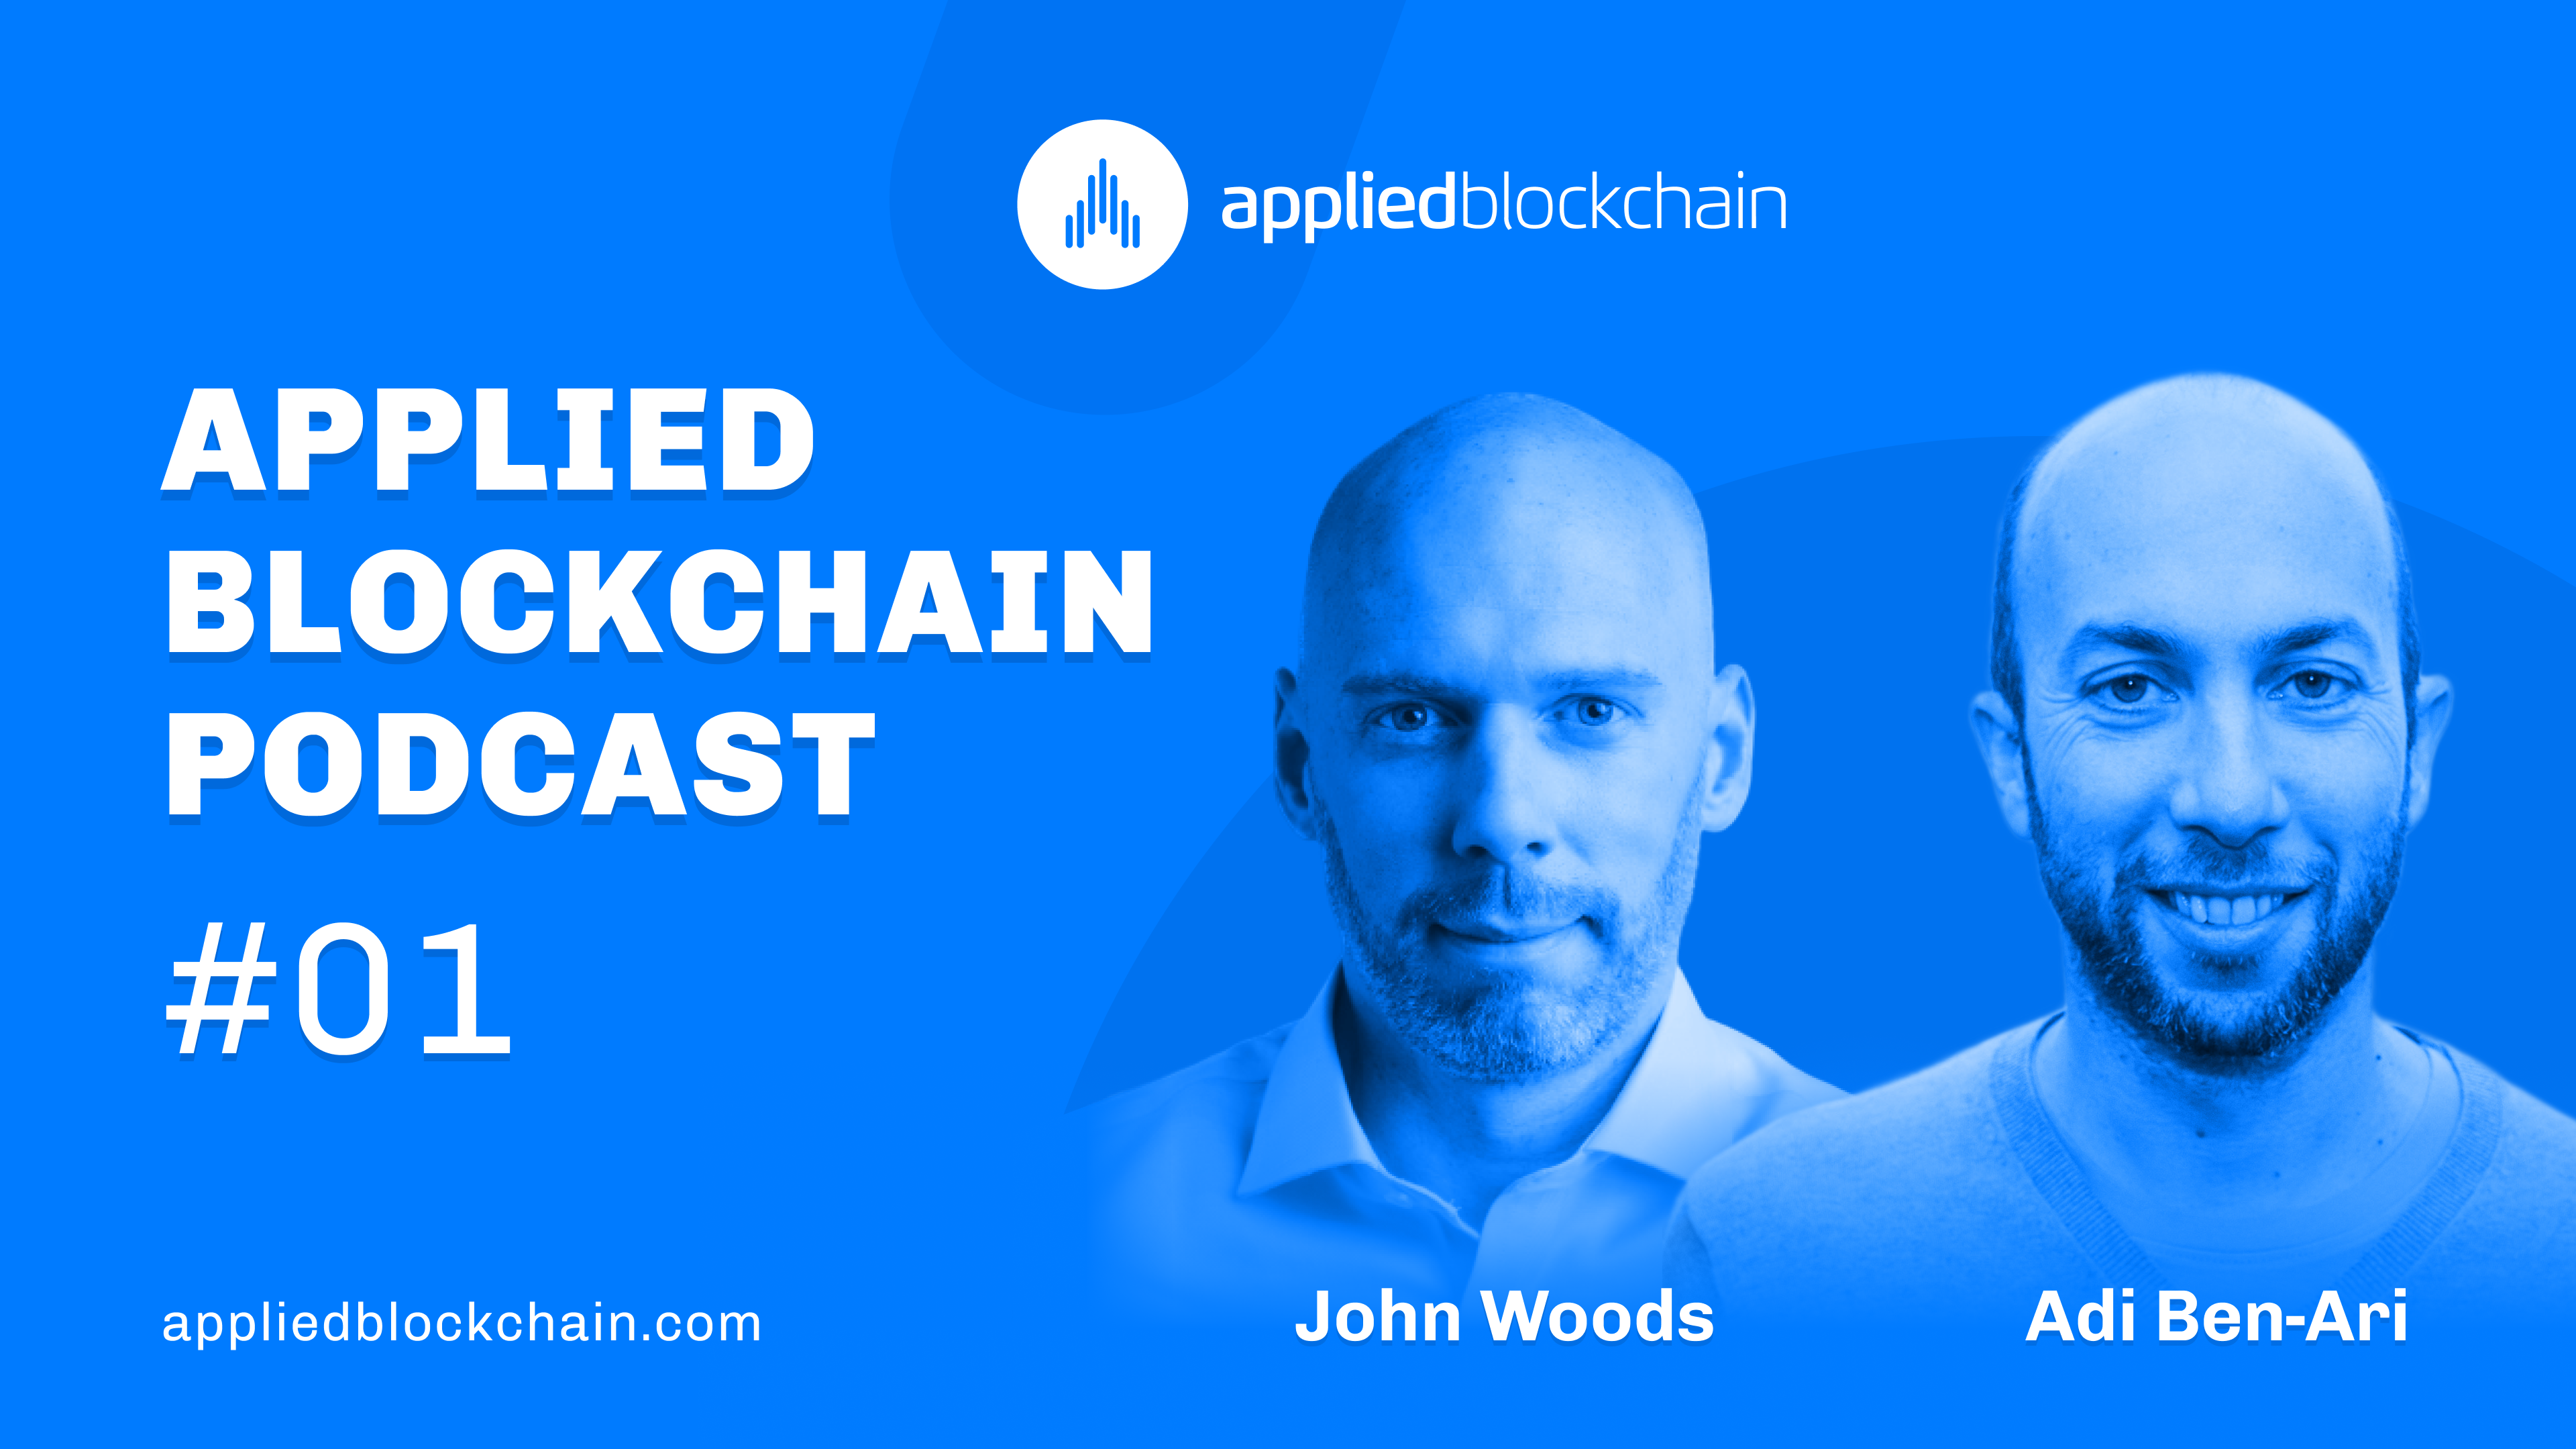 appliedblockchain
APPLIED
BLOCKCHAIN
PODCAST
#01
John Woods
Adi Ben-Ari
appliedblockchain.com